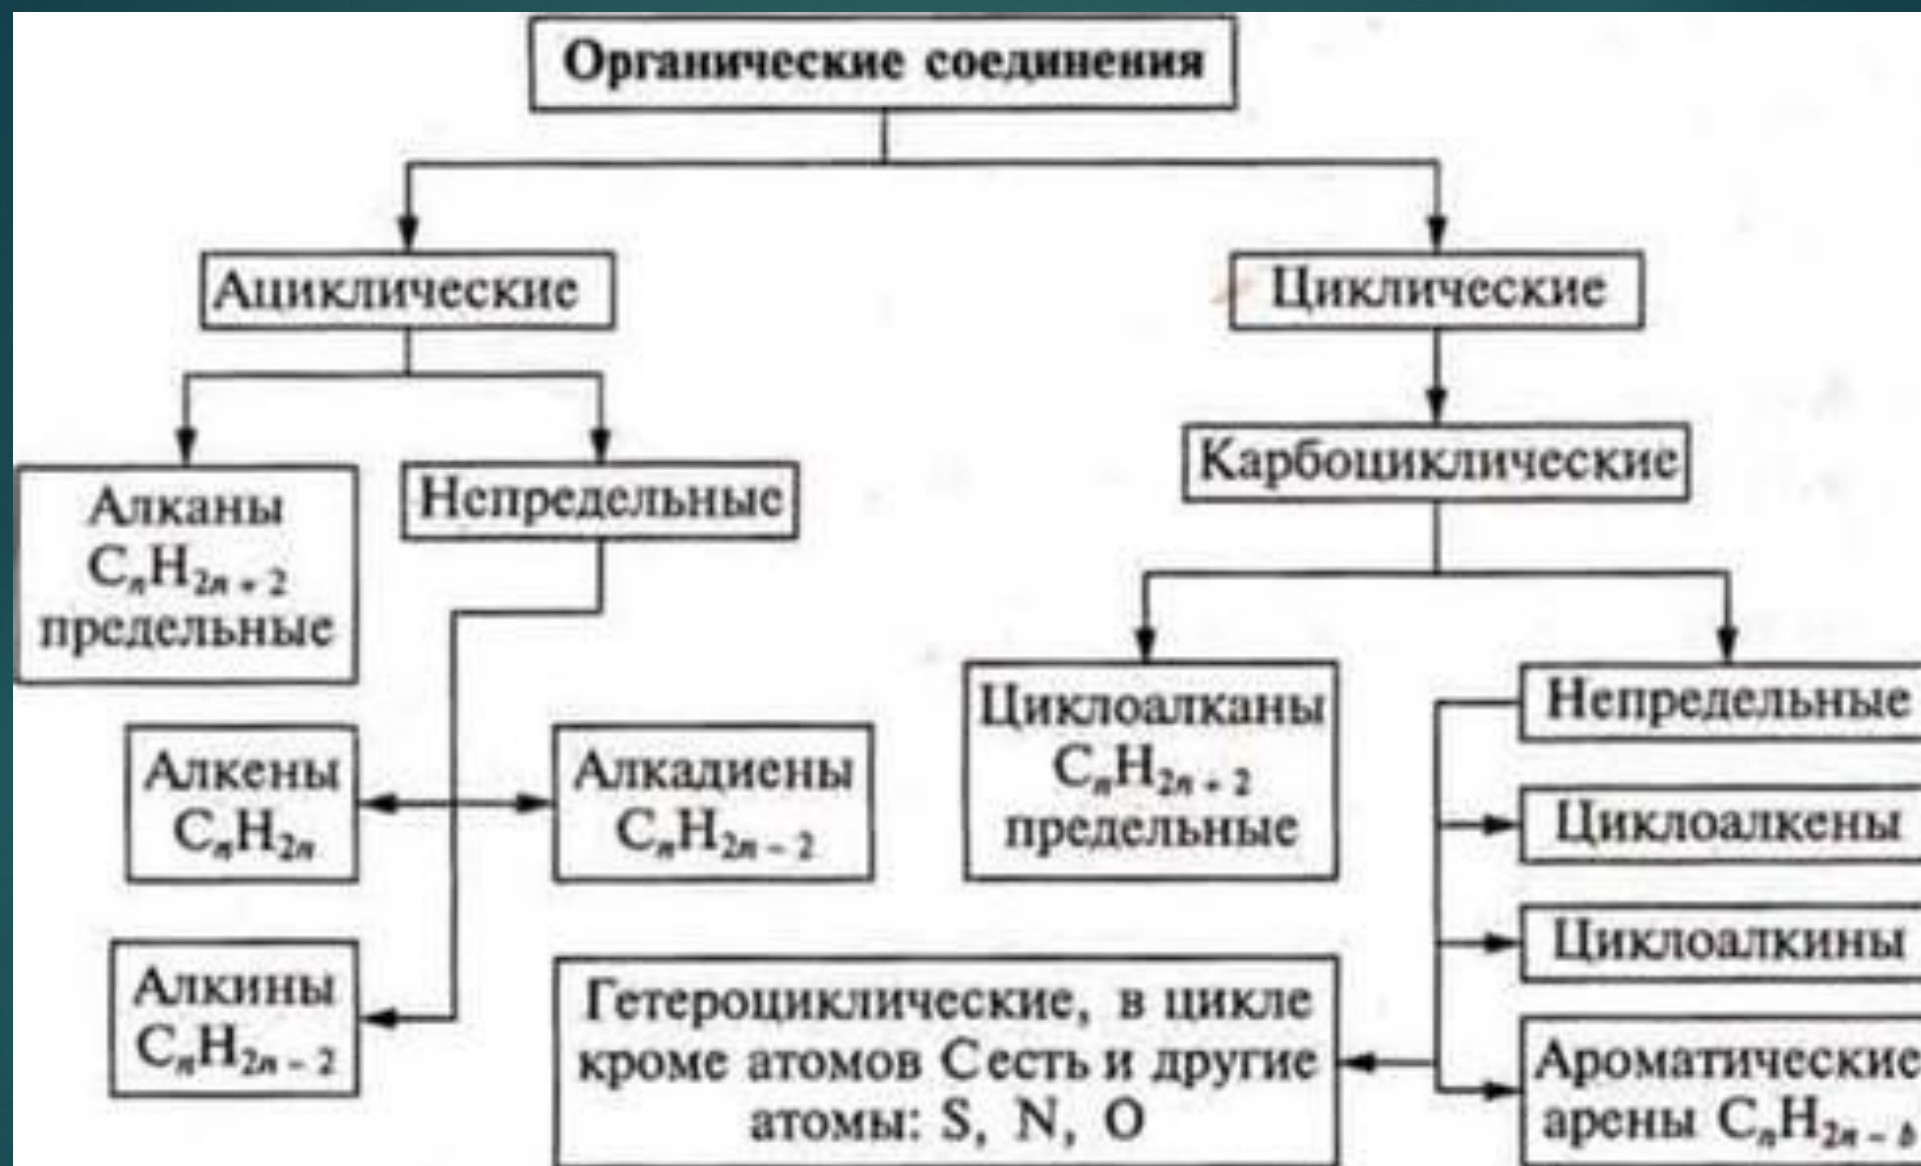 Органические соединения
Ациклические
Циклические
Алканы
CₙH₂ₙ₊₂
предельные
Непредельные
Карбоциклические
Алкены
CₙH₂ₙ
Алкадиены
CₙH₂ₙ₋₂
Алкины
CₙH₂ₙ₋₂
Циклоалканы
CₙH₂ₙ₊₂
предельные
Непредельные
Циклоалкены
Циклоалкины
Ароматические
арены CₙH₂ₙ₋b
Гетероциклические, в цикле
кроме атомов C есть и другие
атомы: S, N, O